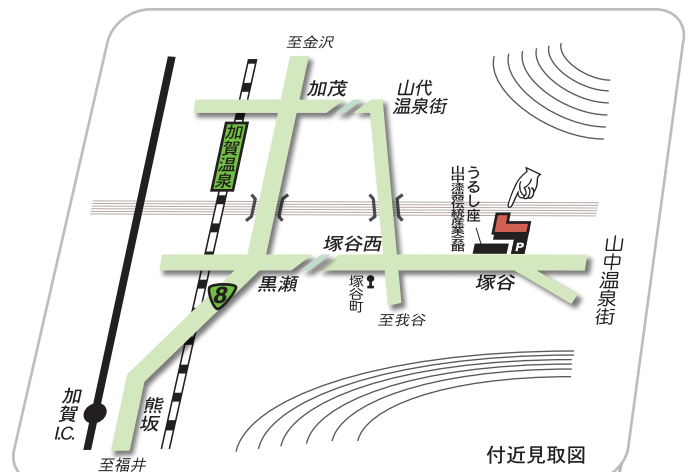 至金沢
加茂
山代
温泉街
加賀温泉
うるし座
山中漆器伝統産業会館
P
塚谷西
山中温泉街
黒瀬
塚谷
塚谷町
8
至我谷
加賀
I.C.
熊坂
至福井
付近見取図